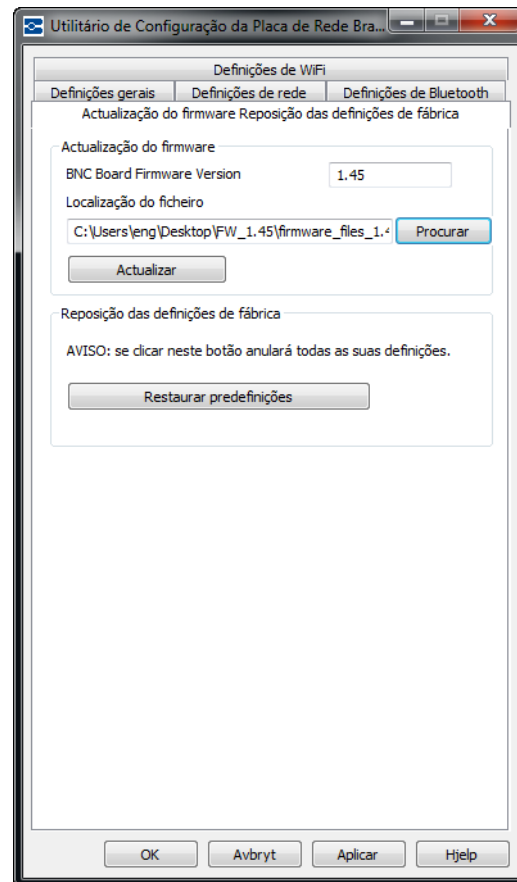 Utilitário de Configuração da Placa de Rede Bra...
Definições de WiFi
Definições gerais Definições de rede Definições de Bluetooth
Actualização do firmware Reposição das definições de fábrica
Actualização do firmware
BNC Board Firmware Version 1.45
Localização do ficheiro
C:\Users\eng\Desktop\FW_1.45\firmware_files_1.4 Procurar
Actualizar
Reposição das definições de fábrica
AVISO: se clicar neste botão anulará todas as suas definições.
Restaurar predefinições
OK Avbryt Aplicar Hjelp